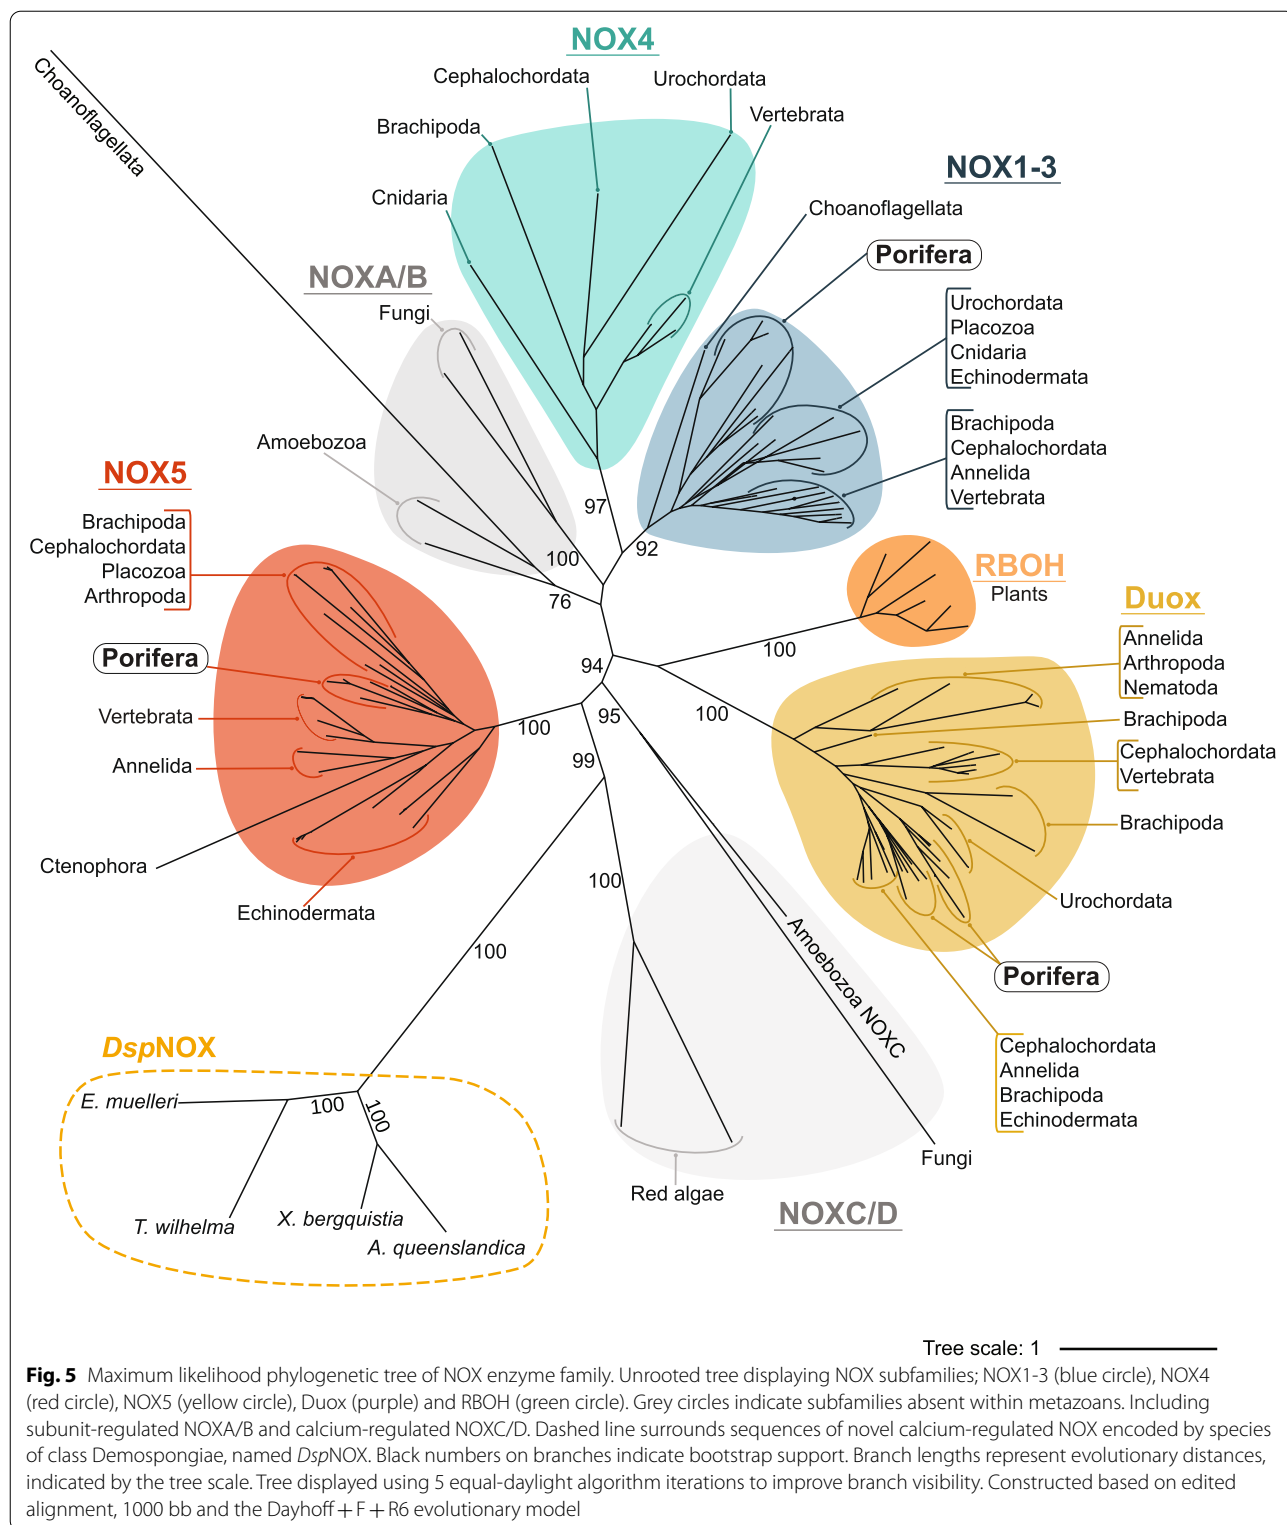 NOX4
Cephalochordata
Urochordata
Choanoflagellata
Brachipoda
Vertebrata
Cnidaria
NOX1-3
Choanoflagellata
Porifera
NOXA/B
Fungi
Urochordata
Placozoa
Cnidaria
Echinodermata
Brachipoda
Cephalochordata
Annelida
Vertebrata
Amoebozoa
NOX5
Brachipoda
Cephalochordata
Placozoa
Arthropoda
97
92
100
76
RBOH
Plants
Duox
Annelida
Arthropoda
Nematoda
Porifera
94
100
Vertebrata
95
100
100
Brachipoda
Annelida
99
Cephalochordata
Vertebrata
Brachipoda
Ctenophora
100
Urochordata
Echinodermata
100
Amoebozoa NOXC
Porifera
DspNOX
Cephalochordata
Annelida
Brachipoda
Echinodermata
E. muelleri
100
100
Fungi
Red algae
T. wilhelma
X. bergquistia
A. queenslandica
NOXC/D
Tree scale: 1
Fig. 5 Maximum likelihood phylogenetic tree of NOX enzyme family. Unrooted tree displaying NOX subfamilies; NOX1-3 (blue circle), NOX4
(red circle), NOX5 (yellow circle), Duox (purple) and RBOH (green circle). Grey circles indicate subfamilies absent within metazoans. Including
subunit-regulated NOXA/B and calcium-regulated NOXC/D. Dashed line surrounds sequences of novel calcium-regulated NOX encoded by species
of class Demospongiae, named DspNOX. Black numbers on branches indicate bootstrap support. Branch lengths represent evolutionary distances,
indicated by the tree scale. Tree displayed using 5 equal-daylight algorithm iterations to improve branch visibility. Constructed based on edited
alignment, 1000 bb and the Dayhoff + F + R6 evolutionary model